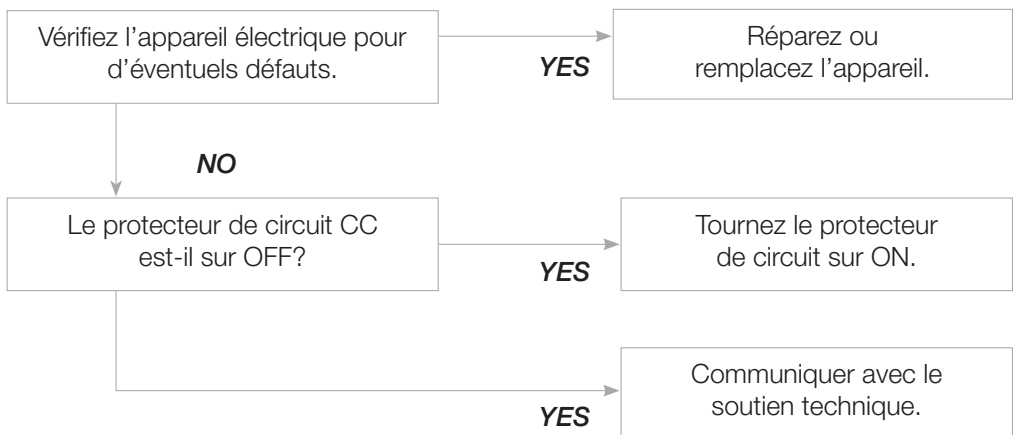 Vérifiez l'appareil électrique pour
d'éventuels défauts.
YES
Réparez ou
remplacez l'appareil.
NO
Le protecteur de circuit CC
est-il sur OFF?
YES
Tournez le protecteur
de circuit sur ON.
YES
Communiquer avec le
soutien technique.